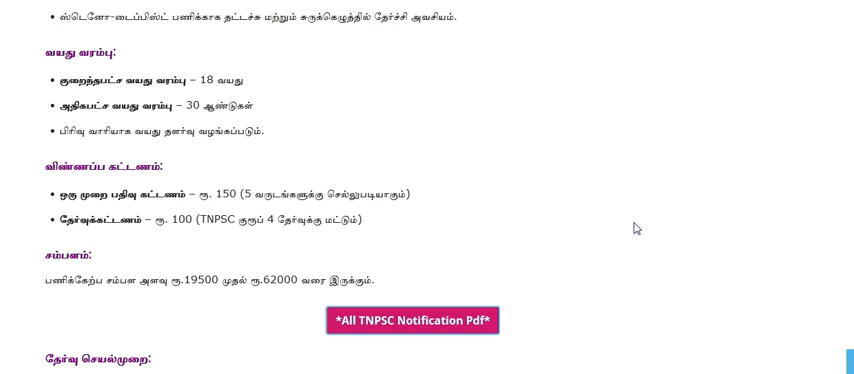 • ஸ்டெனோ-டைப்பிஸ்ட் பணிக்காக தட்டச்சு மற்றும் சுருக்கெழுத்தில் தேர்ச்சி அவசியம்.
வயது வரம்பு:
• குறைந்தபட்ச வயது வரம்பு – 18 வயது
• அதிகபட்ச வயது வரம்பு – 30 ஆண்டுகள்
• பிரிவு வாரியாக வயது தளர்வு வழங்கப்படும்.
விண்ணப்ப கட்டணம்:
• ஒரு முறை பதிவு கட்டணம் – ரூ. 150 (5 வருடங்களுக்கு செல்லுபடியாகும்)
• தேர்வுக்கட்டணம் – ரூ. 100 (TNPSC குரூப் 4 தேர்வுக்கு மட்டும்)
சம்பளம்:
பணிக்கேற்ப சம்பள அளவு ரூ.19500 முதல் ரூ.62000 வரை இருக்கும்.
*All TNPSC Notification Pdf*
தேர்வு செயல்முறை: